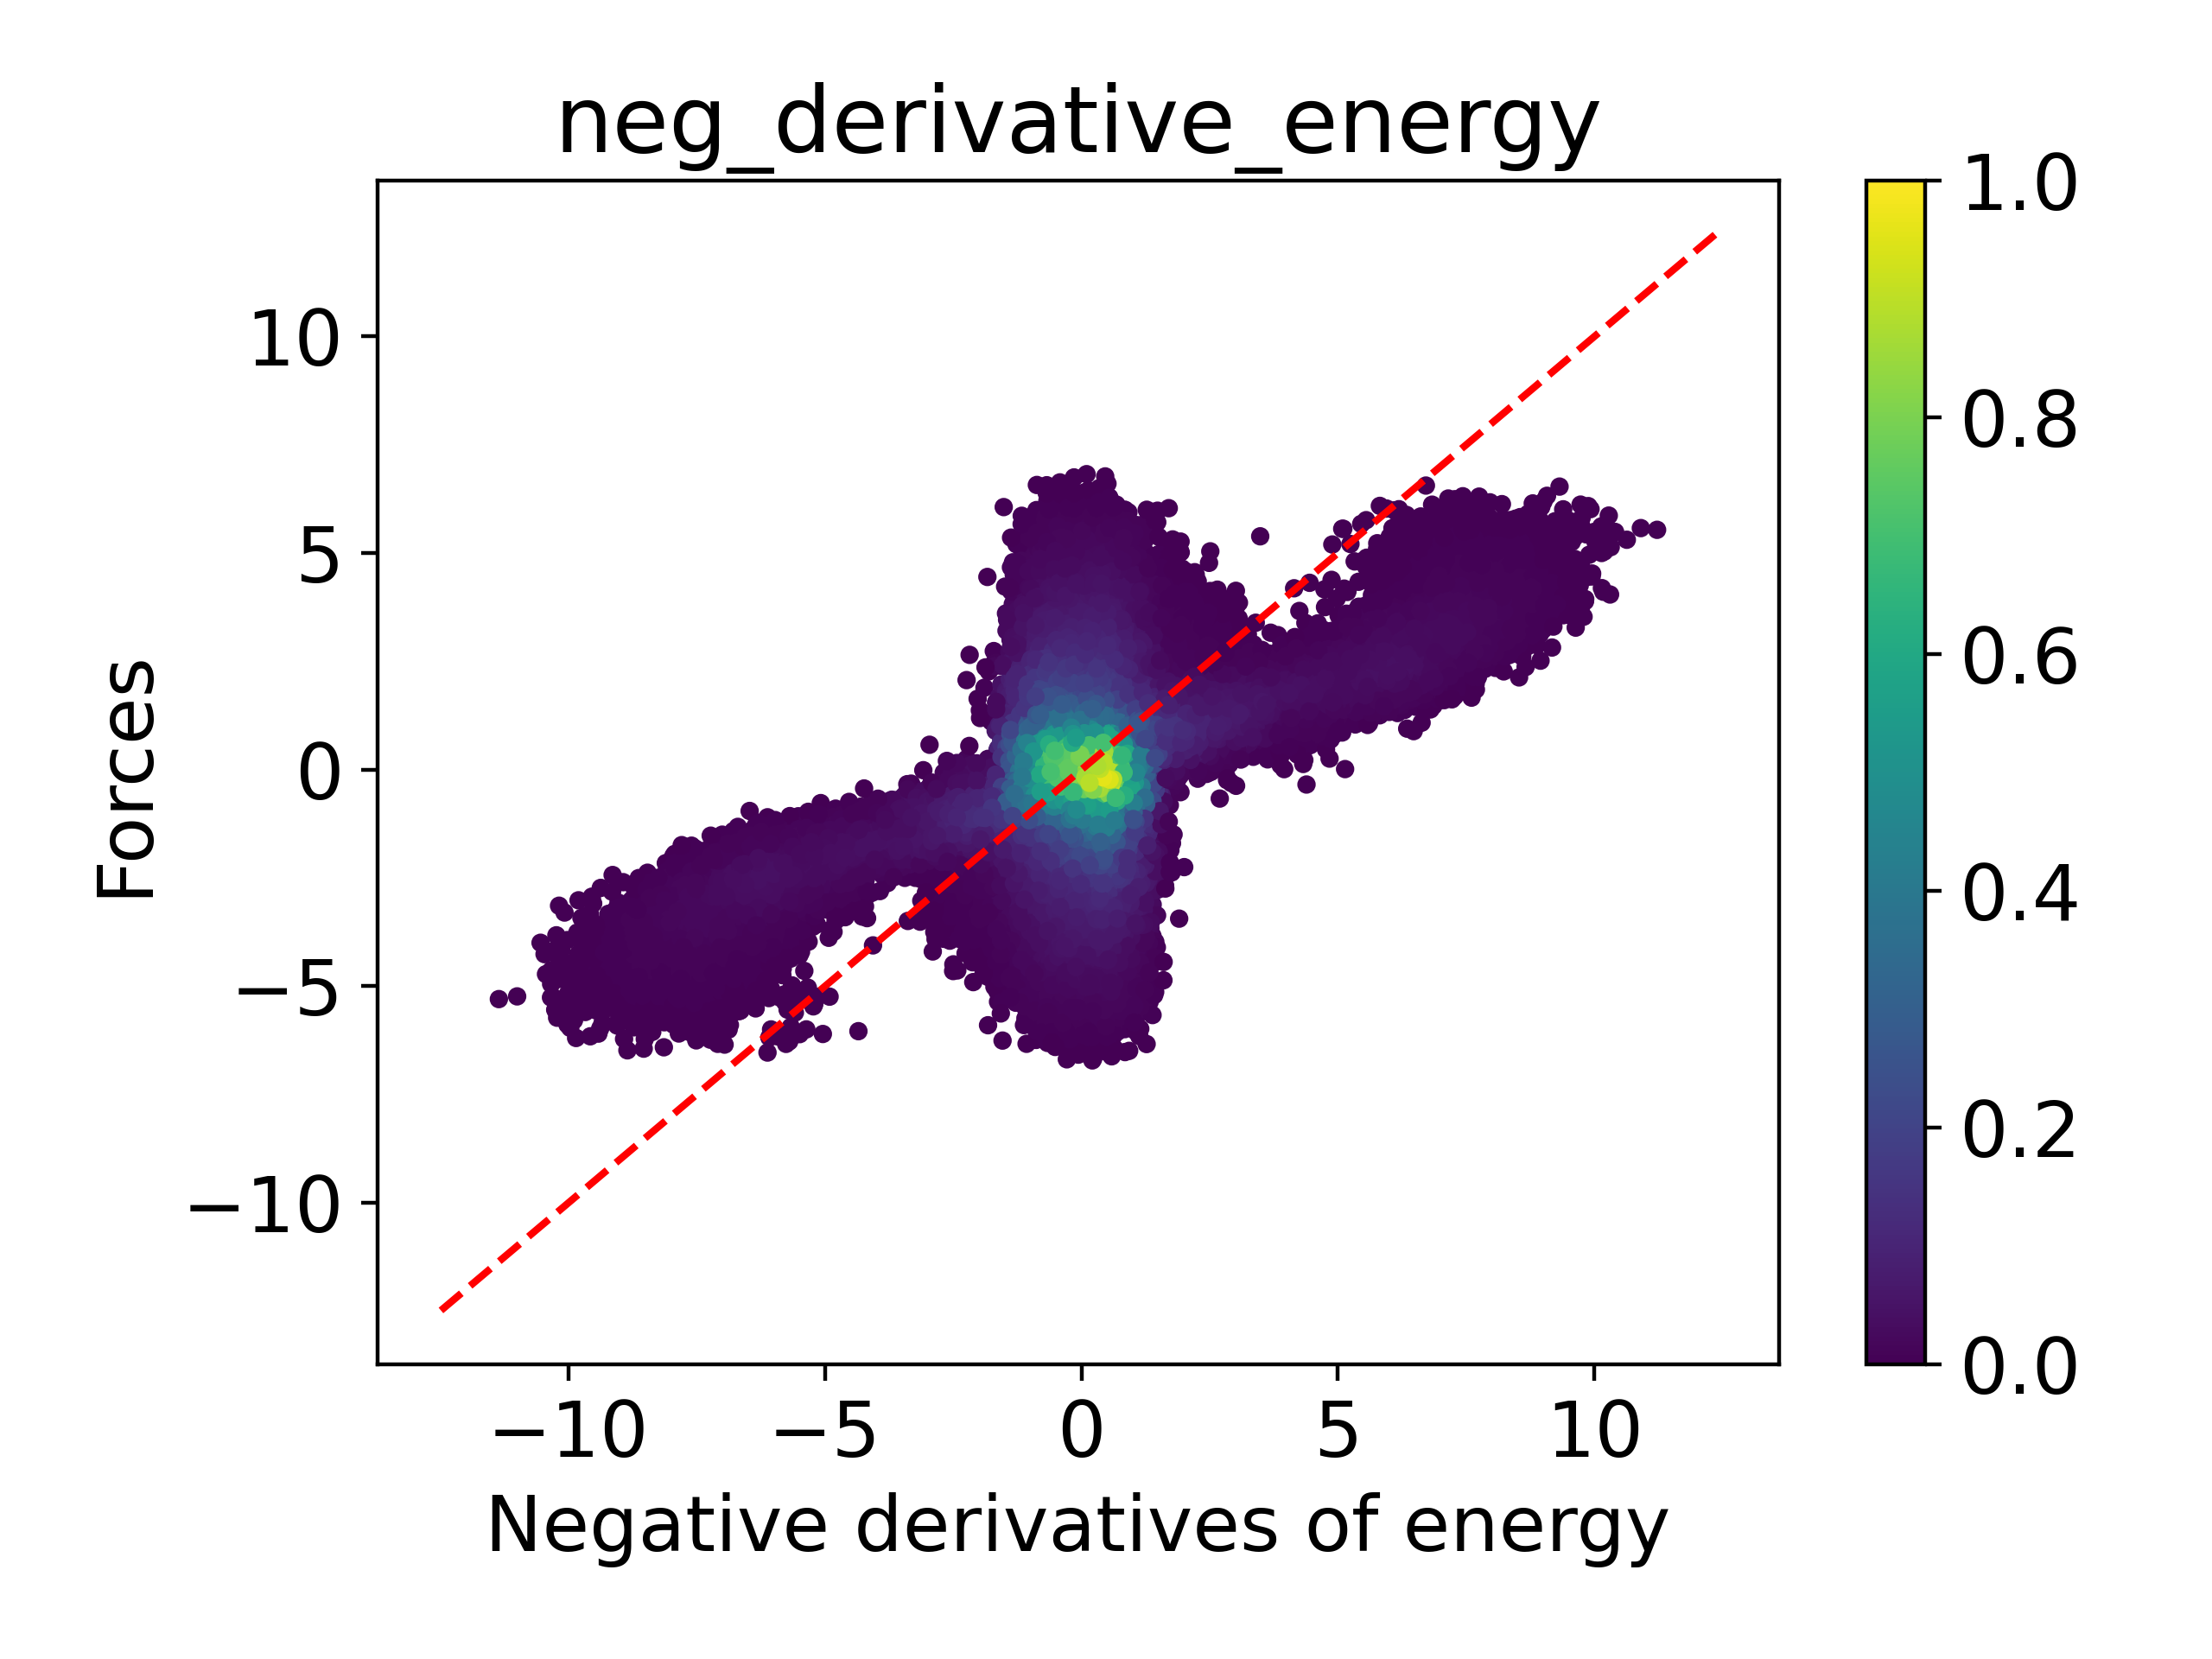 neg_derivative_energy
Forces
10
5
0
−5
−10
−10 −5 0 5 10
Negative derivatives of energy
1.0
0.8
0.6
0.4
0.2
0.0